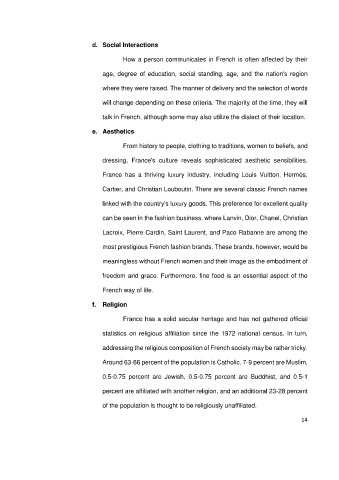 d. Social Interactions
How a person communicates in French is often affected by their
age, degree of education, social standing, age, and the nation's region
where they were raised. The manner of delivery and the selection of words
will change depending on these criteria. The majority of the time, they will
talk in French, although some may also utilize the dialect of their location.
e. Aesthetics
From history to people, clothing to traditions, women to beliefs, and
dressing, France's culture reveals sophisticated aesthetic sensibilities.
France has a thriving luxury industry, including Louis Vuitton, Hermès,
Cartier, and Christian Louboutin. There are several classic French names
linked with the country's luxury goods. This preference for excellent quality
can be seen in the fashion business, where Lanvin, Dior, Chanel, Christian
Lacroix, Pierre Cardin, Saint Laurent, and Paco Rabanne are among the
most prestigious French fashion brands. These brands, however, would be
meaningless without French women and their image as the embodiment of
freedom and grace. Furthermore, fine food is an essential aspect of the
French way of life.
f. Religion
France has a solid secular heritage and has not gathered official
statistics on religious affiliation since the 1972 national census. In turn,
addressing the religious composition of French society may be rather tricky.
Around 63-66 percent of the population is Catholic, 7-9 percent are Muslim,
0.5-0.75 percent are Jewish, 0.5-0.75 percent are Buddhist, and 0.5-1
percent are affiliated with another religion, and an additional 23-28 percent
of the population is thought to be religiously unaffiliated.
14